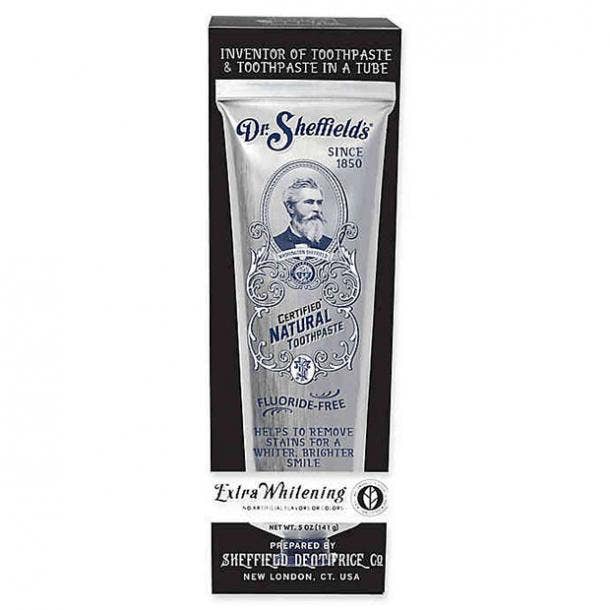 INVENTOR OF TOOTHPASTE
& TOOTHPASTE IN A TUBE
Dr. Sheffield's
SINCE
1850
WASHINGTON SHEFFIELD
CERTIFIED
NATURAL
TOOTHPASTE
FLUORIDE-FREE
HELPS TO REMOVE
STAINS FOR A
WHITER, BRIGHTER
SMILE
Extra Whitening
NO ARTIFICIAL FLAVORS OR COLORS
NET WT. 5 OZ (141 g)
PREPARED BY
SHEFFIELD DENTIFRICE CO
NEW LONDON, CT. USA